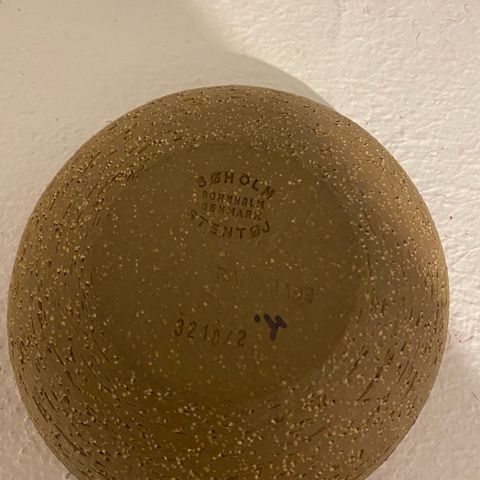 SØHOLM
BORNHOLM
DENMARK
STENTØJ
3218/2